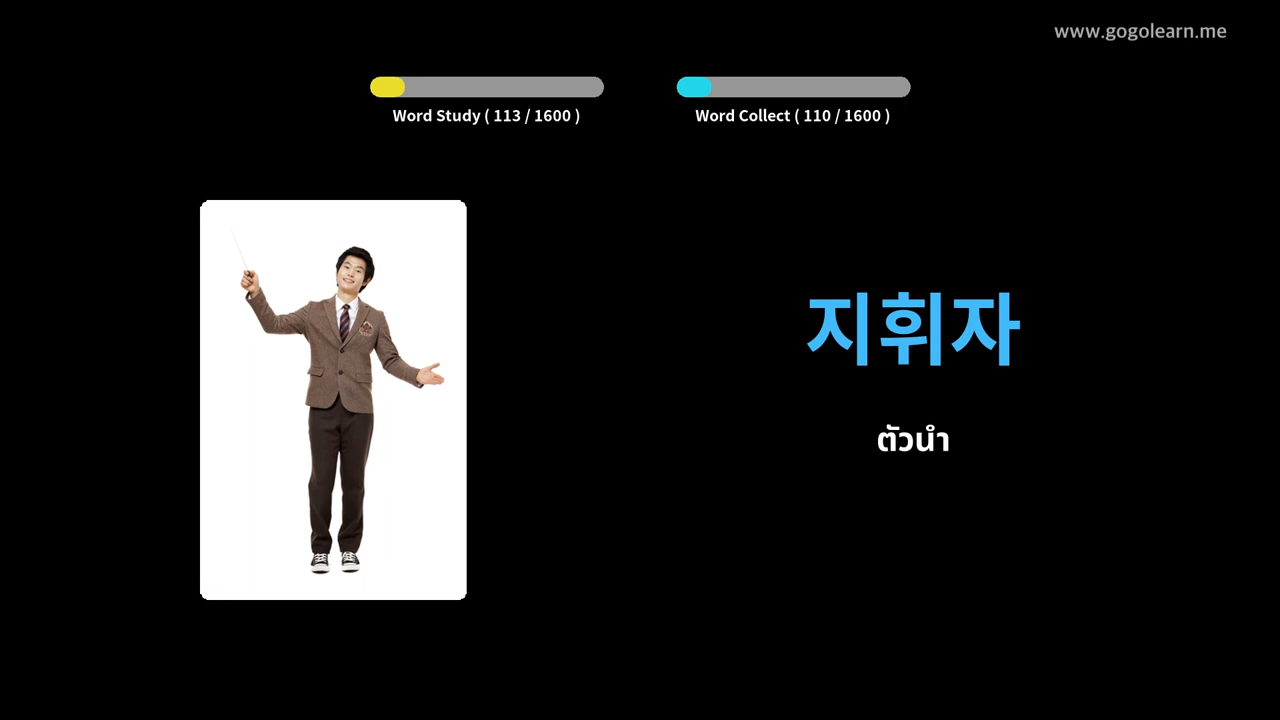 www.gogolearn.me
Word Study ( 113 / 1600 )
Word Collect ( 110 / 1600 )
지휘자
ตัวนำ